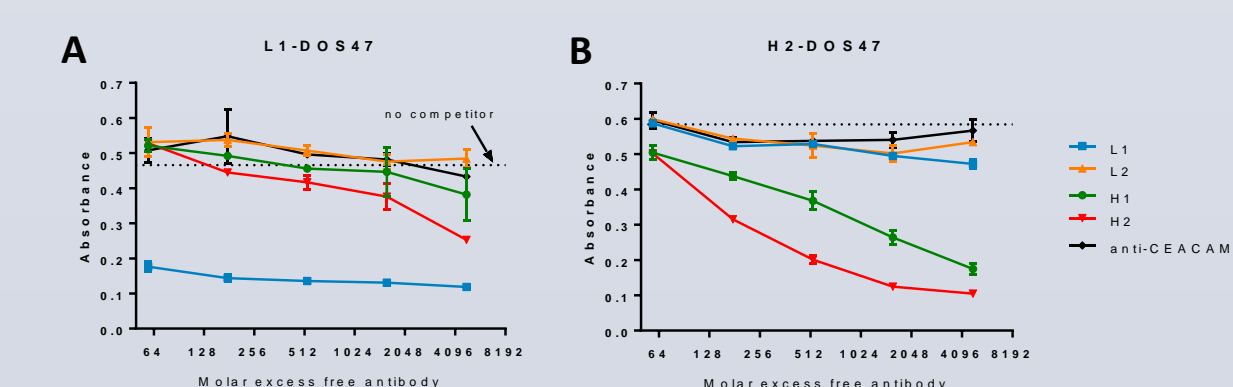 A
L1-DOS47
0.7
0.6
0.5
0.4
0.3
0.2
0.1
0.0
Absorbance
no competitor
64 128 256 512 1024 2048 4096 8192
Molar excess free antibody
B
H2-DOS47
0.7
0.6
0.5
0.4
0.3
0.2
0.1
0.0
Absorbance
64 128 256 512 1024 2048 4096 8192
Molar excess free antibody
L1
L2
H1
H2
anti-CEACAM